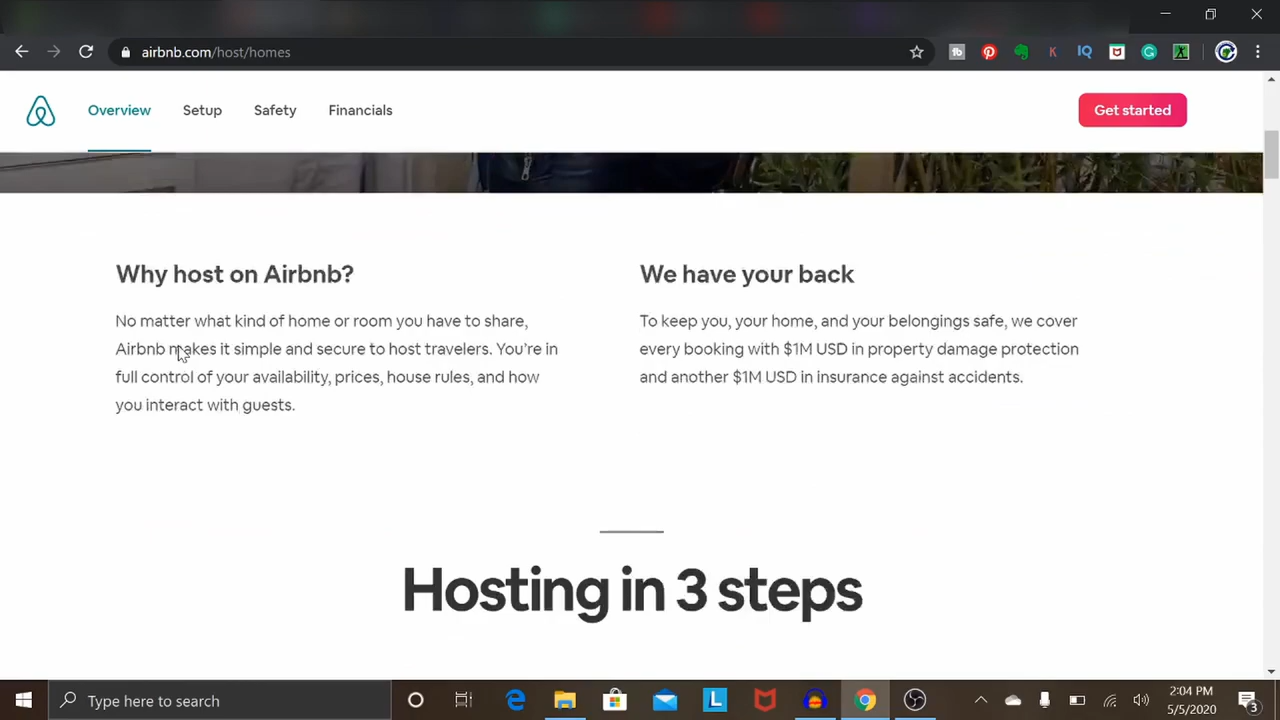 airbnb.com/host/homes
Overview
Setup
Safety
Financials
Get started
Why host on Airbnb?
No matter what kind of home or room you have to share,
Airbnb makes it simple and secure to host travelers. You're in
full control of your availability, prices, house rules, and how
you interact with guests.
We have your back
To keep you, your home, and your belongings safe, we cover
every booking with $1M USD in property damage protection
and another $1M USD in insurance against accidents.
Hosting in 3 steps
Type here to search
2:04 PM
5/5/2020
3